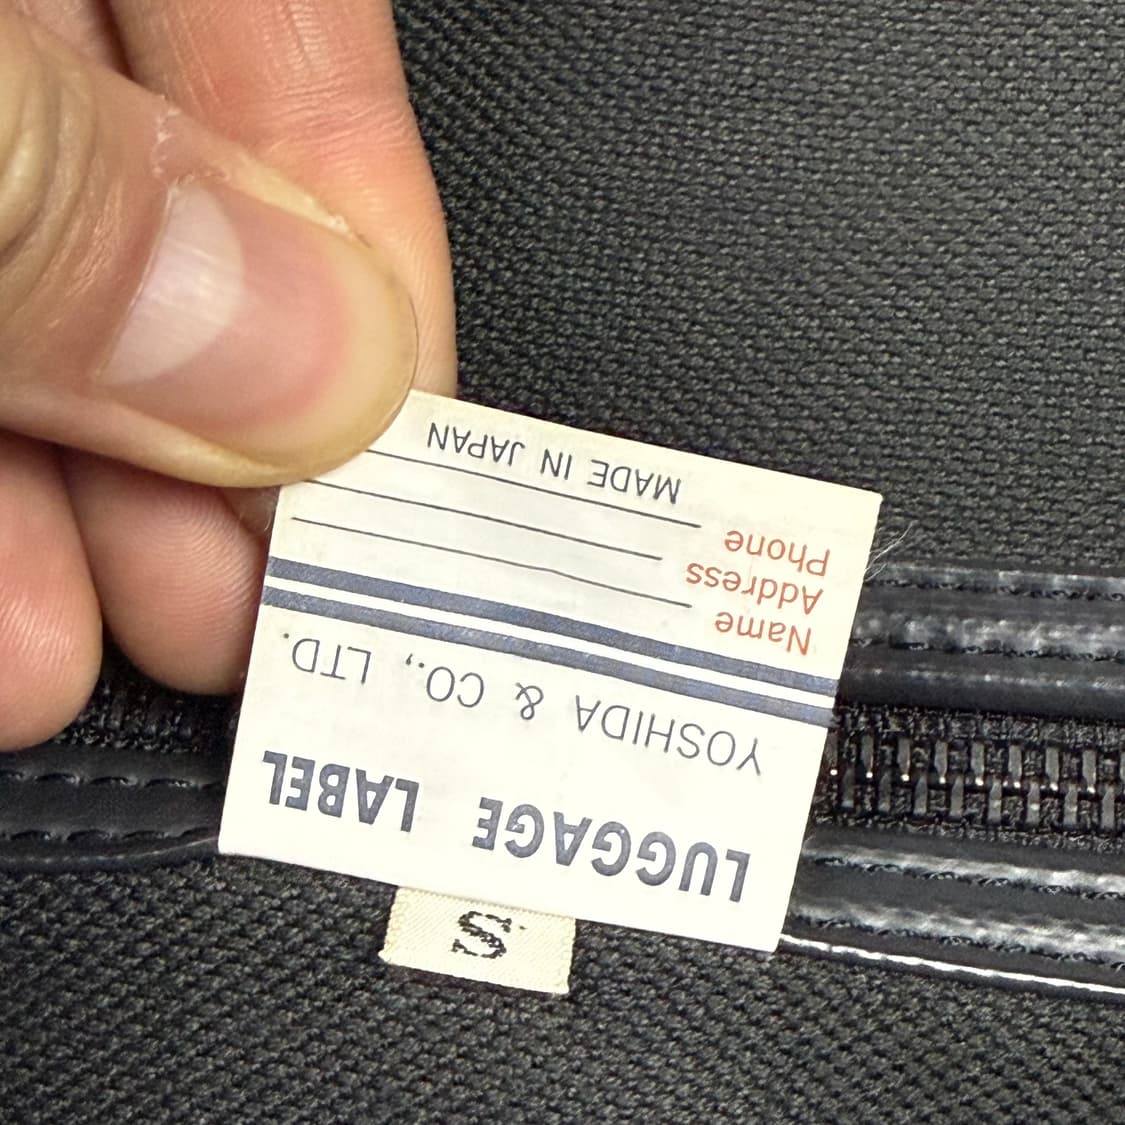 LUGGAGE LABEL
YOSHIDA & CO., LTD.
Name
Address
Phone
MADE IN JAPAN
S